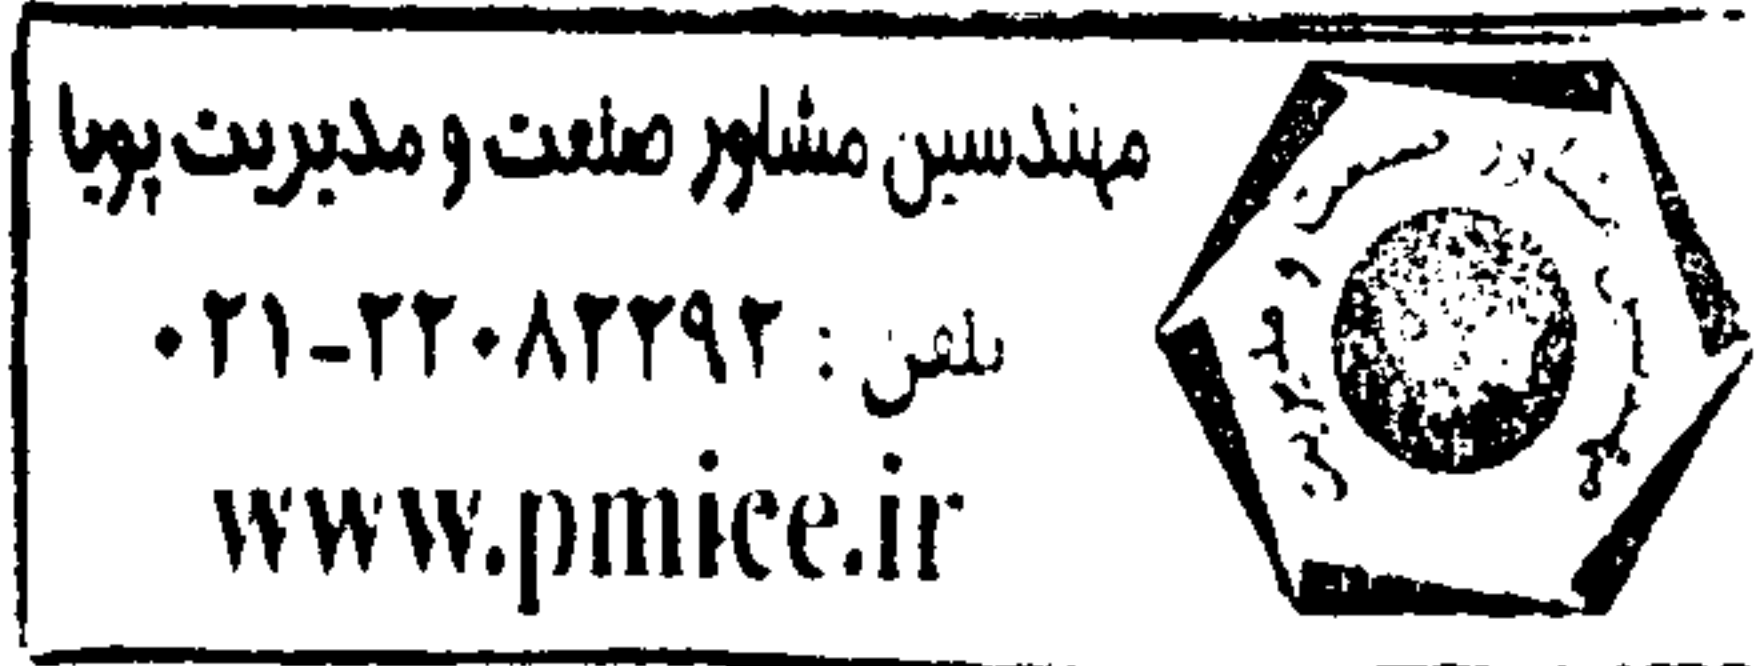 مهندسین مشاور صنعت و مدیریت پویا
تلفن : ۰۲۱-۲۲۰۸۲۲۹۲
www.pmice.ir